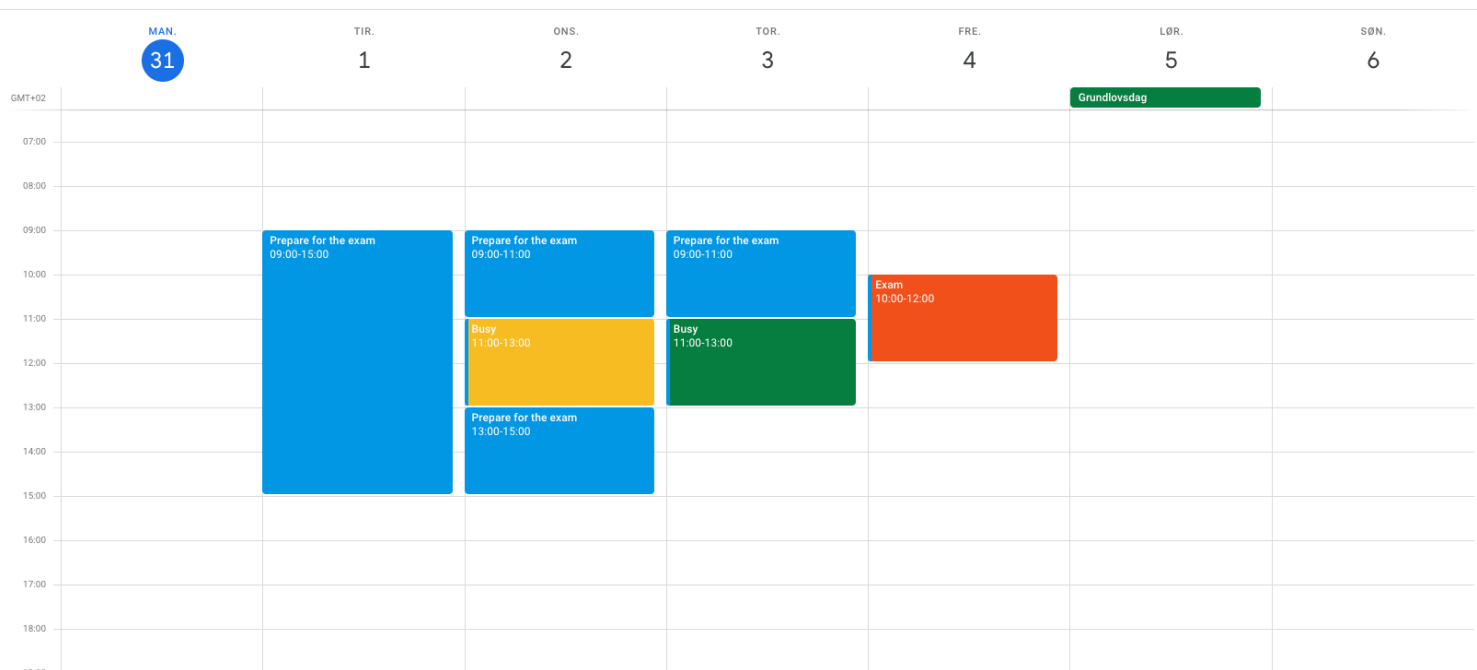 MAN.
31
TIR.
1
ONS.
2
TOR.
3
FRE.
4
LØR.
5
SØN.
6
GMT+02
Grundlovsdag
07:00
08:00
09:00
10:00
11:00
12:00
13:00
14:00
15:00
16:00
17:00
18:00
Prepare for the exam
09:00-15:00
Prepare for the exam
09:00-11:00
Busy
11:00-13:00
Prepare for the exam
13:00-15:00
Prepare for the exam
09:00-11:00
Busy
11:00-13:00
Exam
10:00-12:00